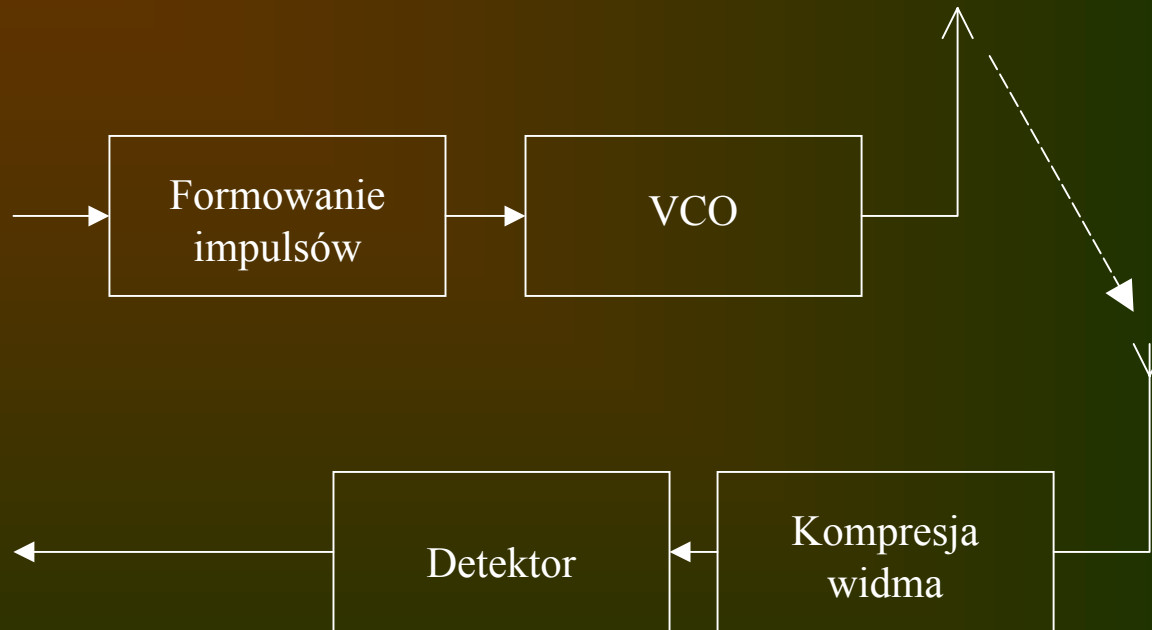 Formowanie
impulsów
VCO
Kompresja
widma
Detektor